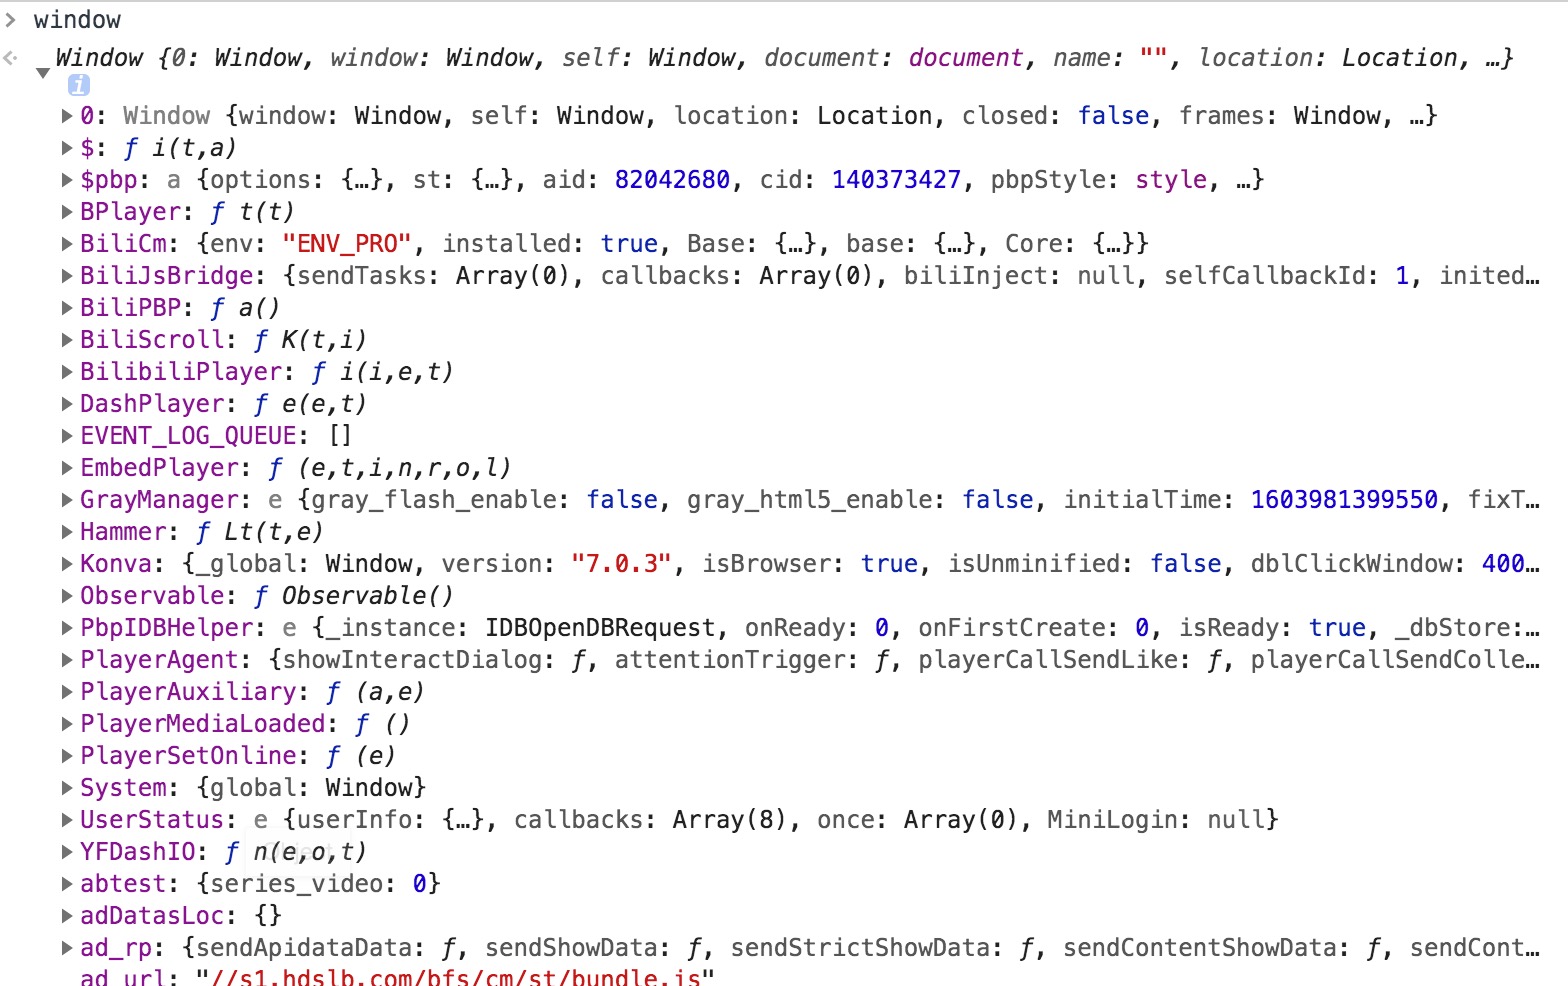 > window
Window {0: Window, window: Window, self: Window, document: document, name: "", location: Location, …}
i
0: Window {window: Window, self: Window, location: Location, closed: false, frames: Window, …}
$: ƒ i(t,a)
$pbp: a {options: {…}, st: {…}, aid: 82042680, cid: 140373427, pbpStyle: style, …}
BPlayer: ƒ t(t)
BiliCm: {env: "ENV_PRO", installed: true, Base: {…}, base: {…}, Core: {…}}
BiliJsBridge: {sendTasks: Array(0), callbacks: Array(0), biliInject: null, selfCallbackId: 1, inited…
BiliPBP: ƒ a()
BiliScroll: ƒ K(t,i)
BilibiliPlayer: ƒ i(i,e,t)
DashPlayer: ƒ e(e,t)
EVENT_LOG_QUEUE: []
EmbedPlayer: ƒ (e,t,i,n,r,o,l)
GrayManager: e {gray_flash_enable: false, gray_html5_enable: false, initialTime: 1603981399550, fixT…
Hammer: ƒ Lt(t,e)
Konva: {_global: Window, version: "7.0.3", isBrowser: true, isUnminified: false, dblClickWindow: 400…
Observable: ƒ Observable()
PbpIDBHelper: e {_instance: IDBOpenDBRequest, onReady: 0, onFirstCreate: 0, isReady: true, _dbStore:…
PlayerAgent: {showInteractDialog: ƒ, attentionTrigger: ƒ, playerCallSendLike: ƒ, playerCallSendColle…
PlayerAuxiliary: ƒ (a,e)
PlayerMediaLoaded: ƒ ()
PlayerSetOnline: ƒ (e)
System: {global: Window}
UserStatus: e {userInfo: {…}, callbacks: Array(8), once: Array(0), MiniLogin: null}
YFDashIO: ƒ n(e,o,t)
abtest: {series_video: 0}
adDatasLoc: {}
ad_rp: {sendApidataData: ƒ, sendShowData: ƒ, sendStrictShowData: ƒ, sendContentShowData: ƒ, sendCont…
ad_url: "//s1.hdslb.com/bfs/cm/st/bundle.js"